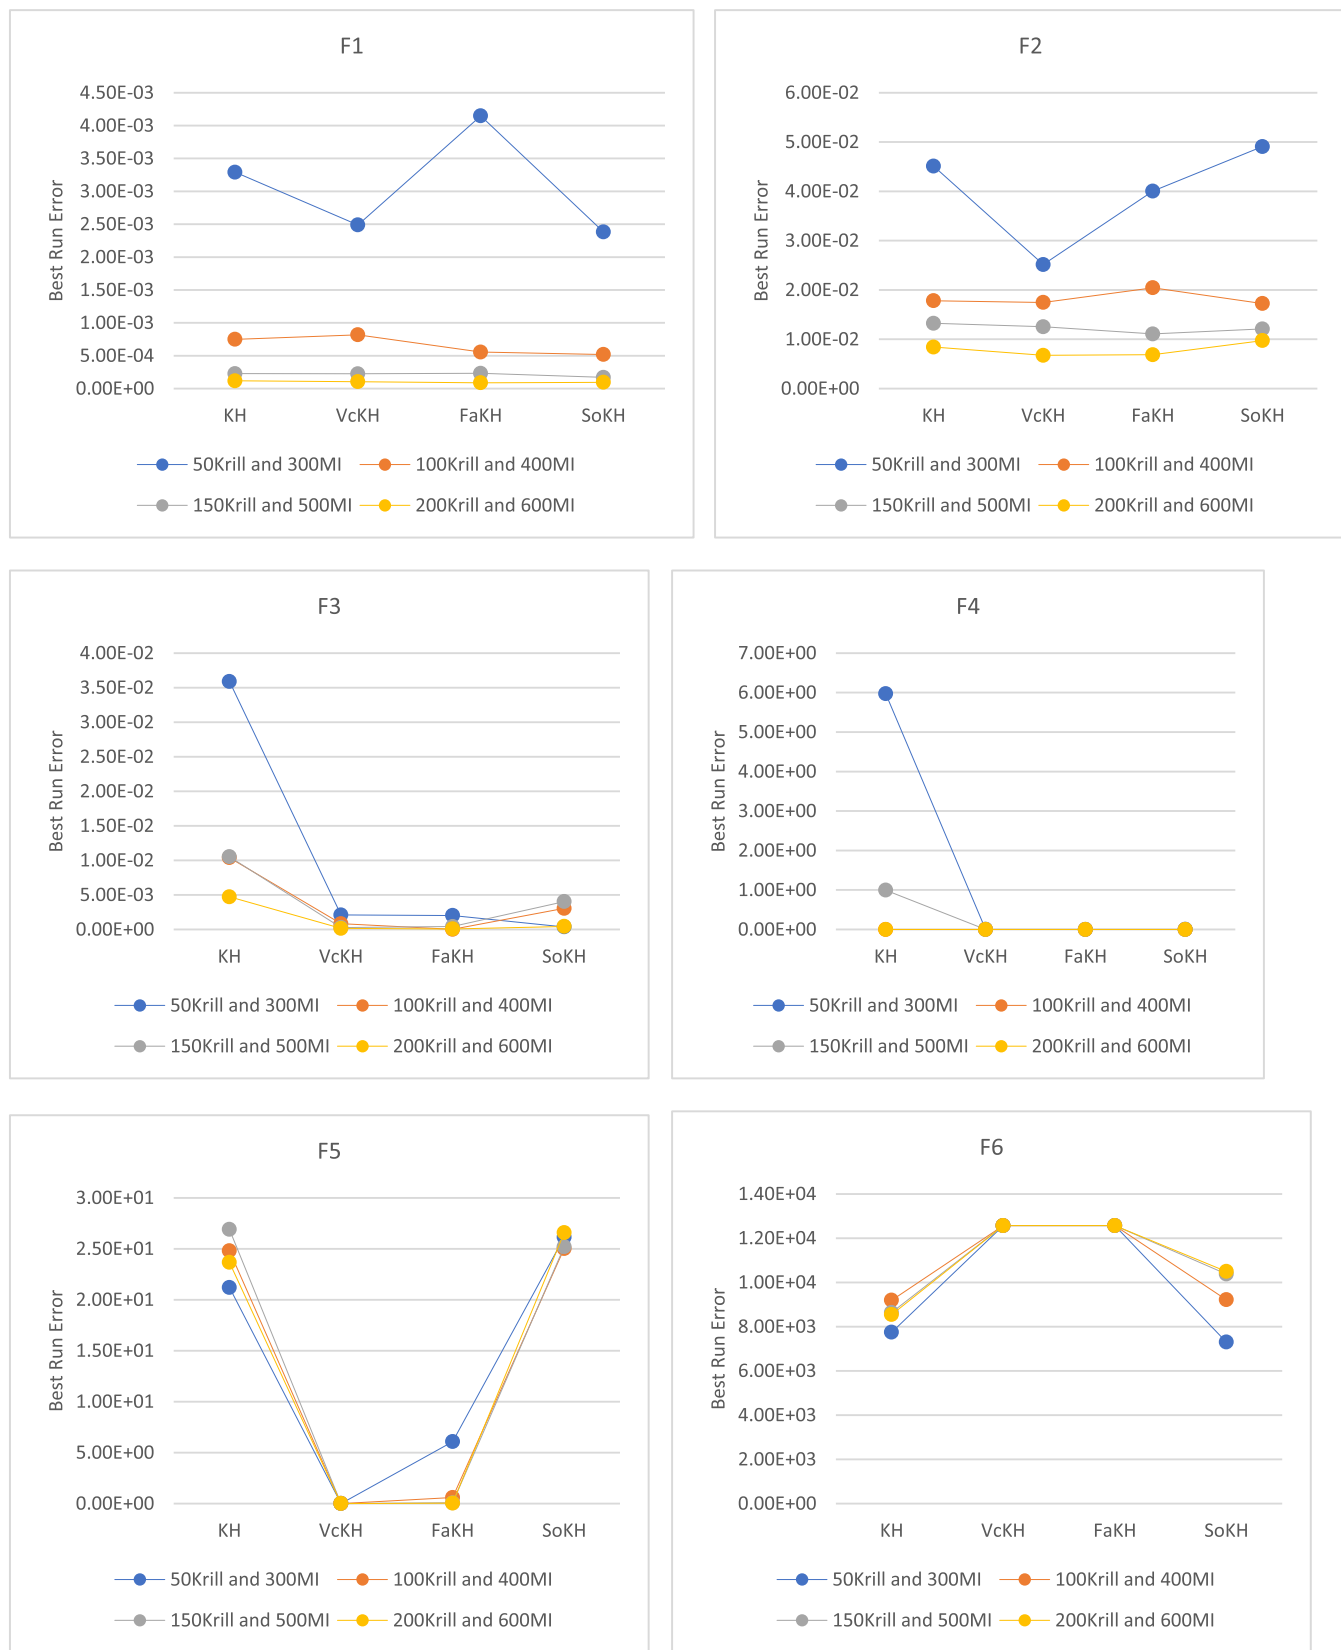 F1
4.50E-03
4.00E-03
3.50E-03
3.00E-03
2.50E-03
2.00E-03
1.50E-03
1.00E-03
5.00E-04
0.00E+00
Best Run Error
KH VcKH FaKH SoKH
50Krill and 300MI 100Krill and 400MI
150Krill and 500MI 200Krill and 600MI
F2
6.00E-02
5.00E-02
4.00E-02
3.00E-02
2.00E-02
1.00E-02
0.00E+00
Best Run Error
KH VcKH FaKH SoKH
50Krill and 300MI 100Krill and 400MI
150Krill and 500MI 200Krill and 600MI
F3
4.00E-02
3.50E-02
3.00E-02
2.50E-02
2.00E-02
1.50E-02
1.00E-02
5.00E-03
0.00E+00
Best Run Error
KH VcKH FaKH SoKH
50Krill and 300MI 100Krill and 400MI
150Krill and 500MI 200Krill and 600MI
F4
7.00E+00
6.00E+00
5.00E+00
4.00E+00
3.00E+00
2.00E+00
1.00E+00
0.00E+00
Best Run Error
KH VcKH FaKH SoKH
50Krill and 300MI 100Krill and 400MI
150Krill and 500MI 200Krill and 600MI
F5
3.00E+01
2.50E+01
2.00E+01
1.50E+01
1.00E+01
5.00E+00
0.00E+00
Best Run Error
KH VcKH FaKH SoKH
50Krill and 300MI 100Krill and 400MI
150Krill and 500MI 200Krill and 600MI
F6
1.40E+04
1.20E+04
1.00E+04
8.00E+03
6.00E+03
4.00E+03
2.00E+03
0.00E+00
Best Run Error
KH VcKH FaKH SoKH
50Krill and 300MI 100Krill and 400MI
150Krill and 500MI 200Krill and 600MI